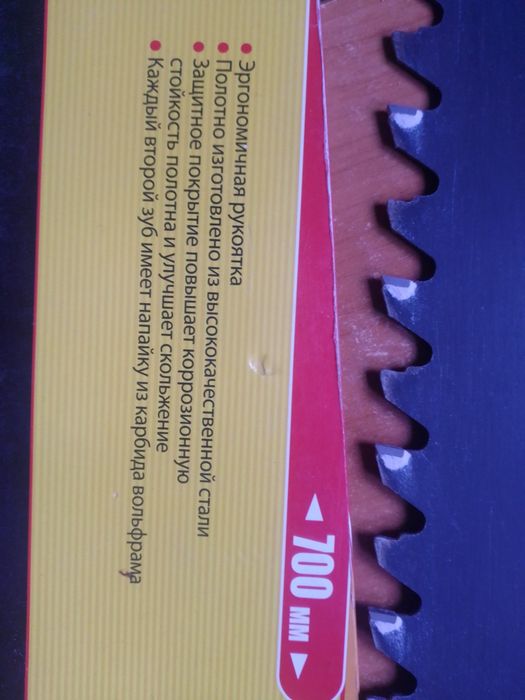 Эргономичная рукоятка
Полотно изготовлено из высококачественной стали
Защитное покрытие повышает коррозионную
стойкость полотна и улучшает скольжение
Каждый второй зуб имеет напайку из карбида вольфрама
700 мм